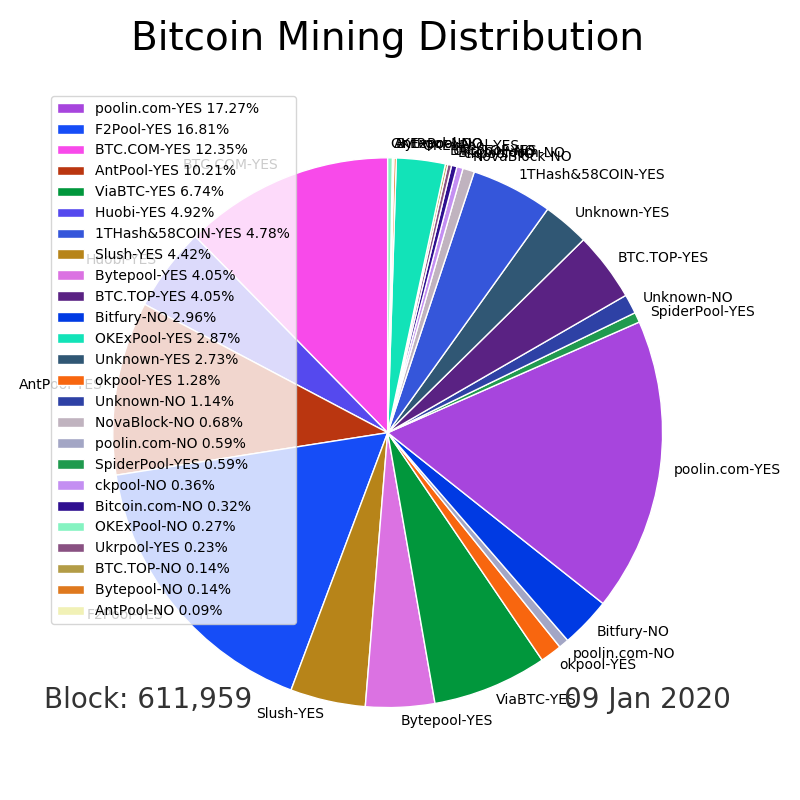 Bitcoin Mining Distribution
poolin.com-YES 17.27%
F2Pool-YES 16.81%
BTC.COM-YES 12.35%
AntPool-YES 10.21%
ViaBTC-YES 6.74%
Huobi-YES 4.92%
1THash&58COIN-YES 4.78%
Slush-YES 4.42%
Bytepool-YES 4.05%
BTC.TOP-YES 4.05%
Bitfury-NO 2.96%
OKExPool-YES 2.87%
Unknown-YES 2.73%
okpool-YES 1.28%
Unknown-NO 1.14%
NovaBlock-NO 0.68%
poolin.com-NO 0.59%
SpiderPool-YES 0.59%
ckpool-NO 0.36%
Bitcoin.com-NO 0.32%
OKExPool-NO 0.27%
Ukrpool-YES 0.23%
BTC.TOP-NO 0.14%
Bytepool-NO 0.14%
AntPool-NO 0.09%
BTC.COM-YES
Huobi-YES
AntPool-YES
F2Pool-YES
Slush-YES
Bytepool-YES
ViaBTC-YES
okpool-YES
poolin.com-NO
Bitfury-NO
poolin.com-YES
SpiderPool-YES
Unknown-NO
BTC.TOP-YES
Unknown-YES
1THash&58COIN-YES
NovaBlock-NO
Block: 611,959
09 Jan 2020